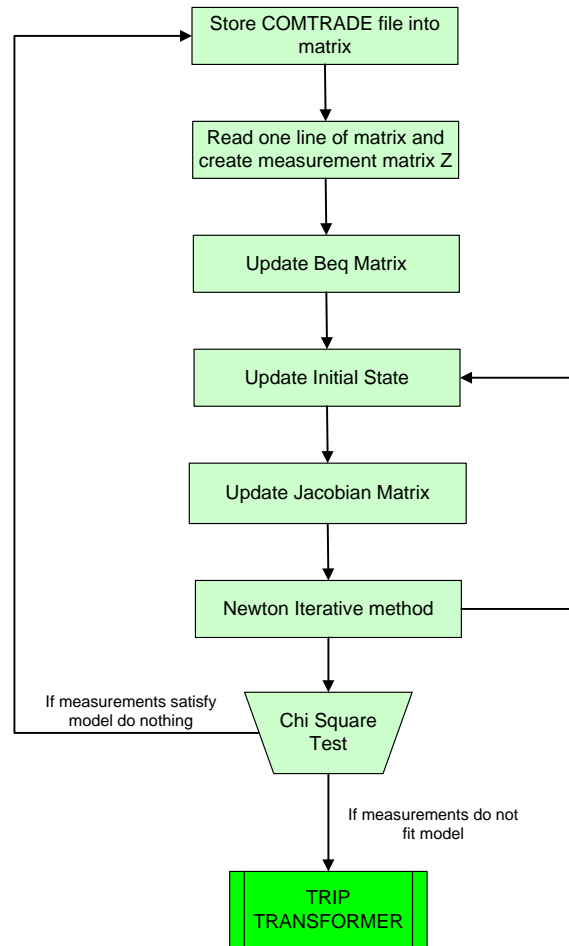 Store COMTRADE file into
matrix
Read one line of matrix and
create measurement matrix Z
Update Beq Matrix
Update Initial State
Update Jacobian Matrix
Newton Iterative method
If measurements satisfy
model do nothing
Chi Square
Test
If measurements do not
fit model
TRIP
TRANSFORMER